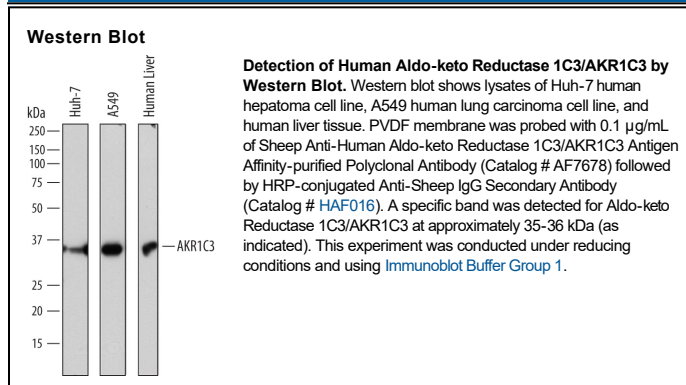 Western Blot
Huh-7
A549
Human Liver
kDa
250
150
100
75
50
37
25
20
15
AKR1C3
Detection of Human Aldo-keto Reductase 1C3/AKR1C3 by
Western Blot. Western blot shows lysates of Huh-7 human
hepatoma cell line, A549 human lung carcinoma cell line, and
human liver tissue. PVDF membrane was probed with 0.1 µg/mL
of Sheep Anti-Human Aldo-keto Reductase 1C3/AKR1C3 Antigen
Affinity-purified Polyclonal Antibody (Catalog # AF7678) followed
by HRP-conjugated Anti-Sheep IgG Secondary Antibody
(Catalog # HAF016). A specific band was detected for Aldo-keto
Reductase 1C3/AKR1C3 at approximately 35-36 kDa (as
indicated). This experiment was conducted under reducing
conditions and using Immunoblot Buffer Group 1.